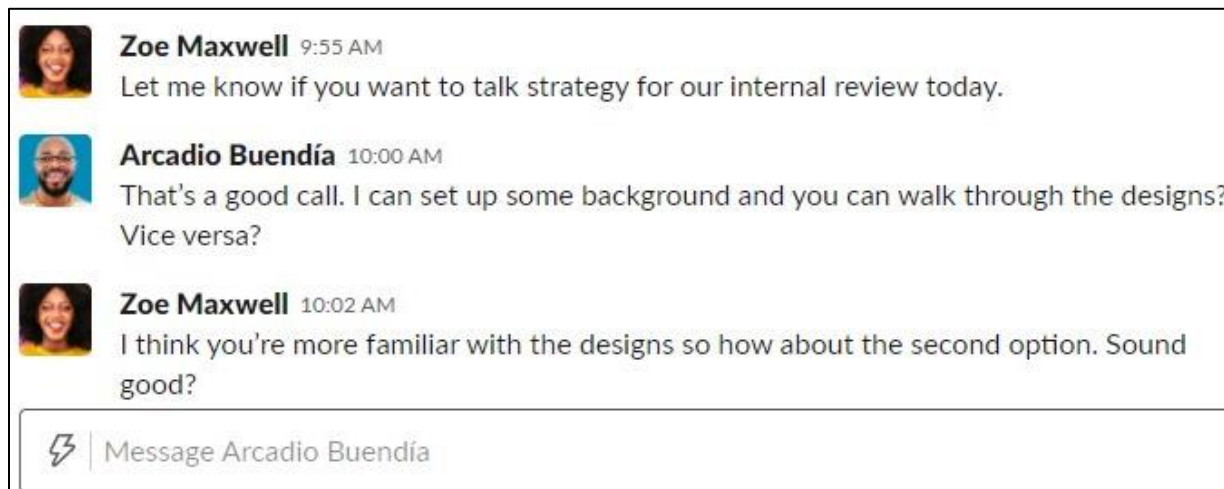 Zoe Maxwell 9:55 AM
Let me know if you want to talk strategy for our internal review today.
Arcadio Buendía 10:00 AM
That's a good call. I can set up some background and you can walk through the designs?
Vice versa?
Zoe Maxwell 10:02 AM
I think you're more familiar with the designs so how about the second option. Sound
good?
Message Arcadio Buendía